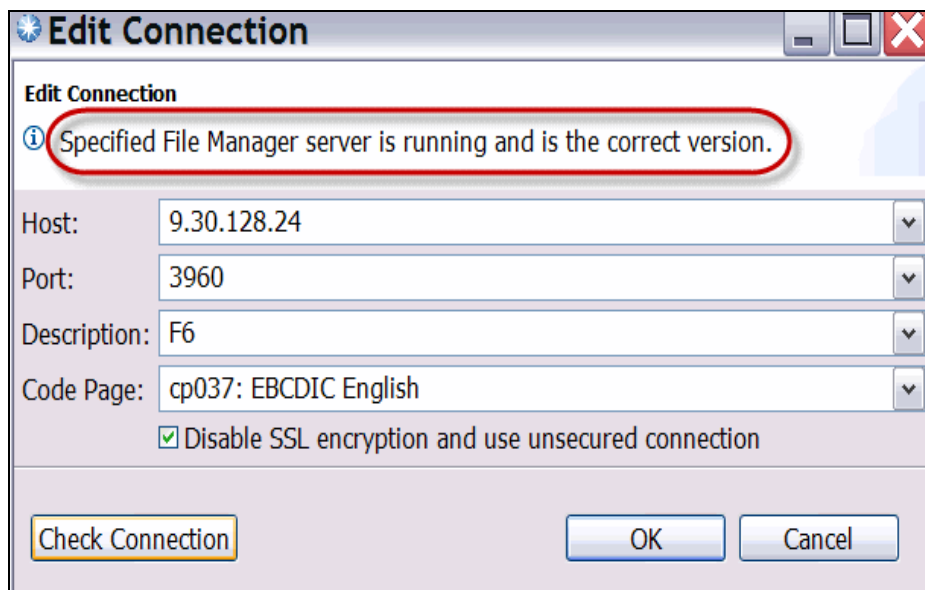 Edit Connection
Edit Connection
Specified File Manager server is running and is the correct version.
Host: 9.30.128.24
Port: 3960
Description: F6
Code Page: cp037: EBCDIC English
Disable SSL encryption and use unsecured connection
Check Connection OK Cancel